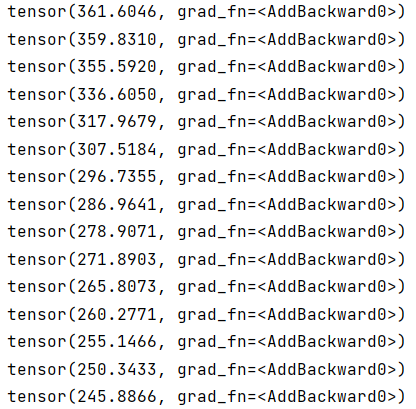 tensor(361.6046, grad_fn=<AddBackward0>)
tensor(359.8310, grad_fn=<AddBackward0>)
tensor(355.5920, grad_fn=<AddBackward0>)
tensor(336.6050, grad_fn=<AddBackward0>)
tensor(317.9679, grad_fn=<AddBackward0>)
tensor(307.5184, grad_fn=<AddBackward0>)
tensor(296.7355, grad_fn=<AddBackward0>)
tensor(286.9641, grad_fn=<AddBackward0>)
tensor(278.9071, grad_fn=<AddBackward0>)
tensor(271.8903, grad_fn=<AddBackward0>)
tensor(265.8073, grad_fn=<AddBackward0>)
tensor(260.2771, grad_fn=<AddBackward0>)
tensor(255.1466, grad_fn=<AddBackward0>)
tensor(250.3433, grad_fn=<AddBackward0>)
tensor(245.8866, grad_fn=<AddBackward0>)